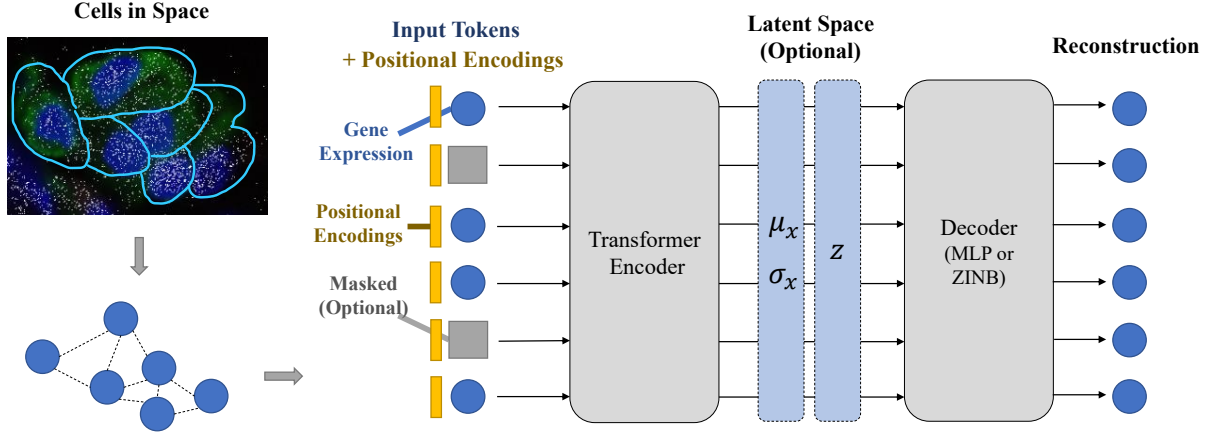 Cells in Space
Input Tokens
+ Positional Encodings
Gene
Expression
Positional
Encodings
Masked
(Optional)
Transformer
Encoder
Latent Space
(Optional)
μₓ
σₓ
z
Decoder
(MLP or
ZINB)
Reconstruction